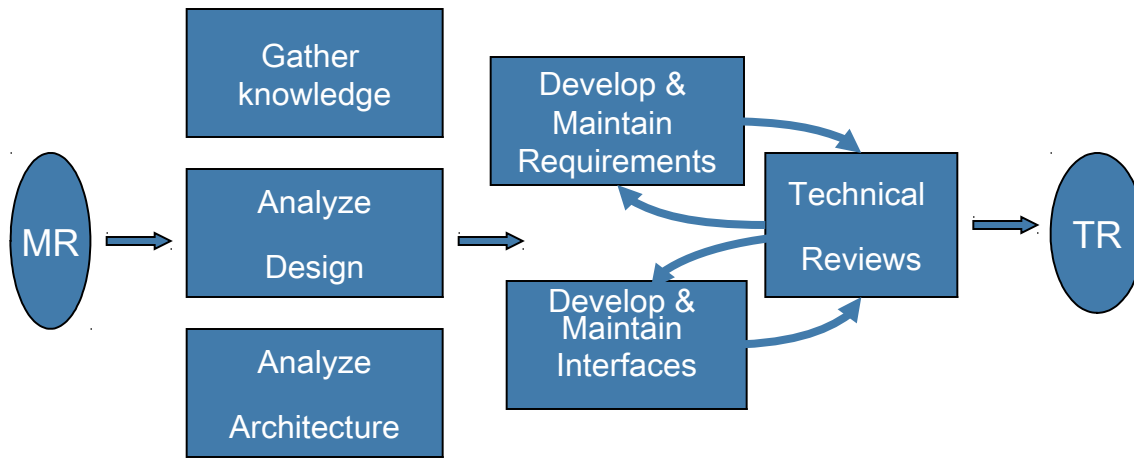 MR
Gather
knowledge
Analyze
Design
Analyze
Architecture
Develop &
Maintain
Requirements
Develop &
Maintain
Interfaces
Technical
Reviews
TR